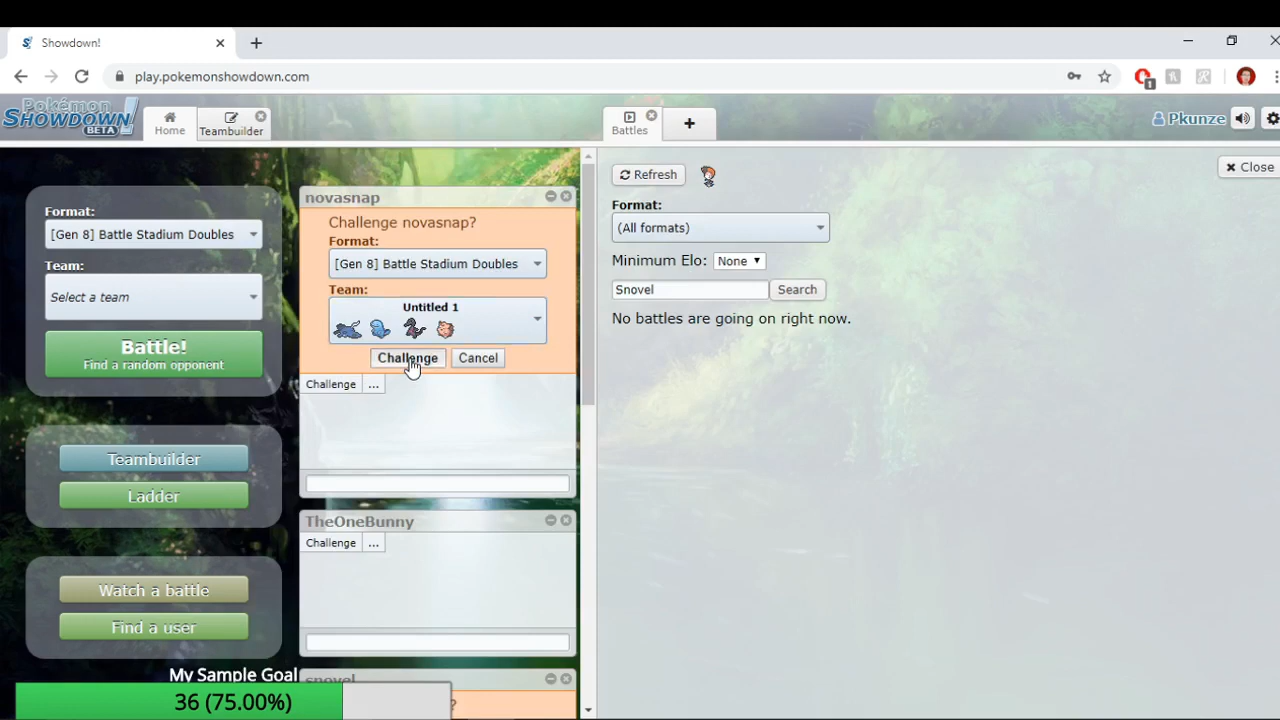 Showdown!
play.pokemonshowdown.com
1
Pokémon
SHOWDOWN!
BETA
Home
Teambuilder
Battles
Pkunze
Format:
[Gen 8] Battle Stadium Doubles
Team:
Select a team
Battle!
Find a random opponent
Teambuilder
Ladder
Watch a battle
Find a user
My Sample Goal
36 (75.00%)
novasnap
Challenge novasnap?
Format:
[Gen 8] Battle Stadium Doubles
Team:
Untitled 1
Challenge
Cancel
Challenge ...
TheOneBunny
Challenge ...
snovel
?
Refresh
Close
Format:
(All formats)
Minimum Elo: None
Snovel
Search
No battles are going on right now.